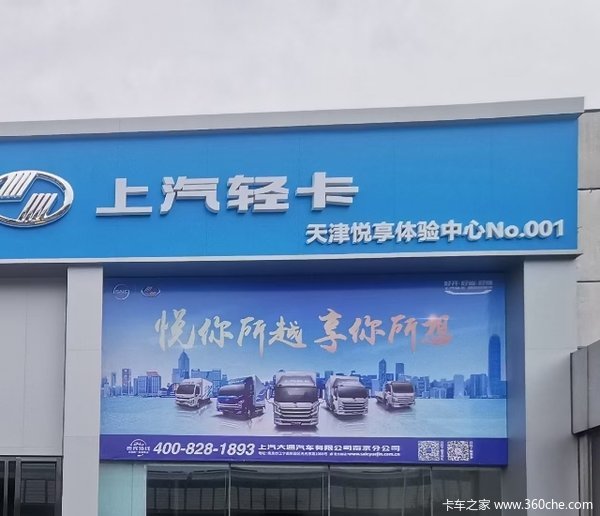 上汽轻卡
天津悦享体验中心No.001
悦你所越 享你所想
400-828-1893
上汽大通汽车有限公司南京分公司
卡车之家 www.360che.com